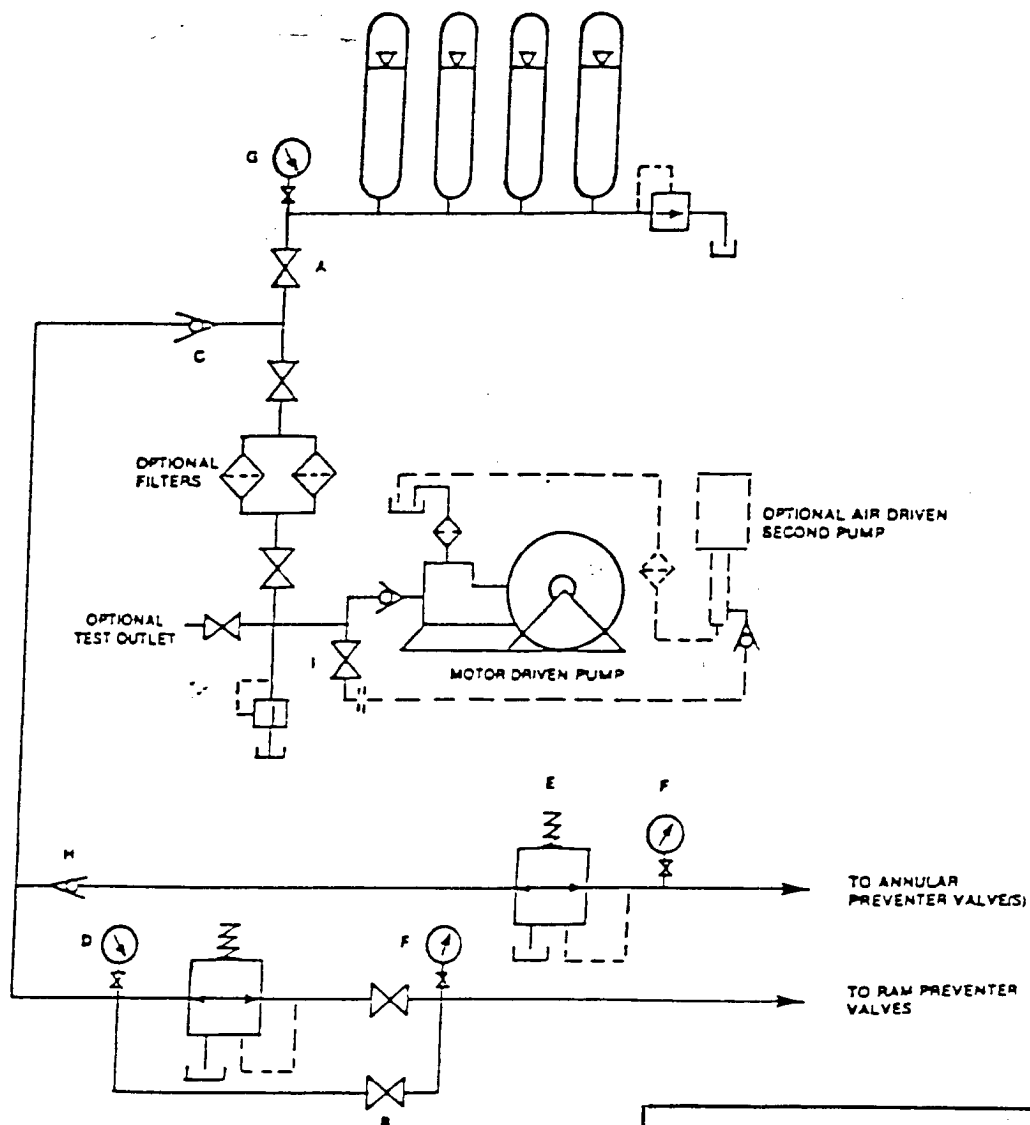 G
A
C
OPTIONAL
FILTERS
OPTIONAL AIR DRIVEN
SECOND PUMP
OPTIONAL
TEST OUTLET
I
MOTOR DRIVEN PUMP
E
F
H
TO ANNULAR
PREVENTER VALVE(S)
D
F
TO RAM PREVENTER
VALVES